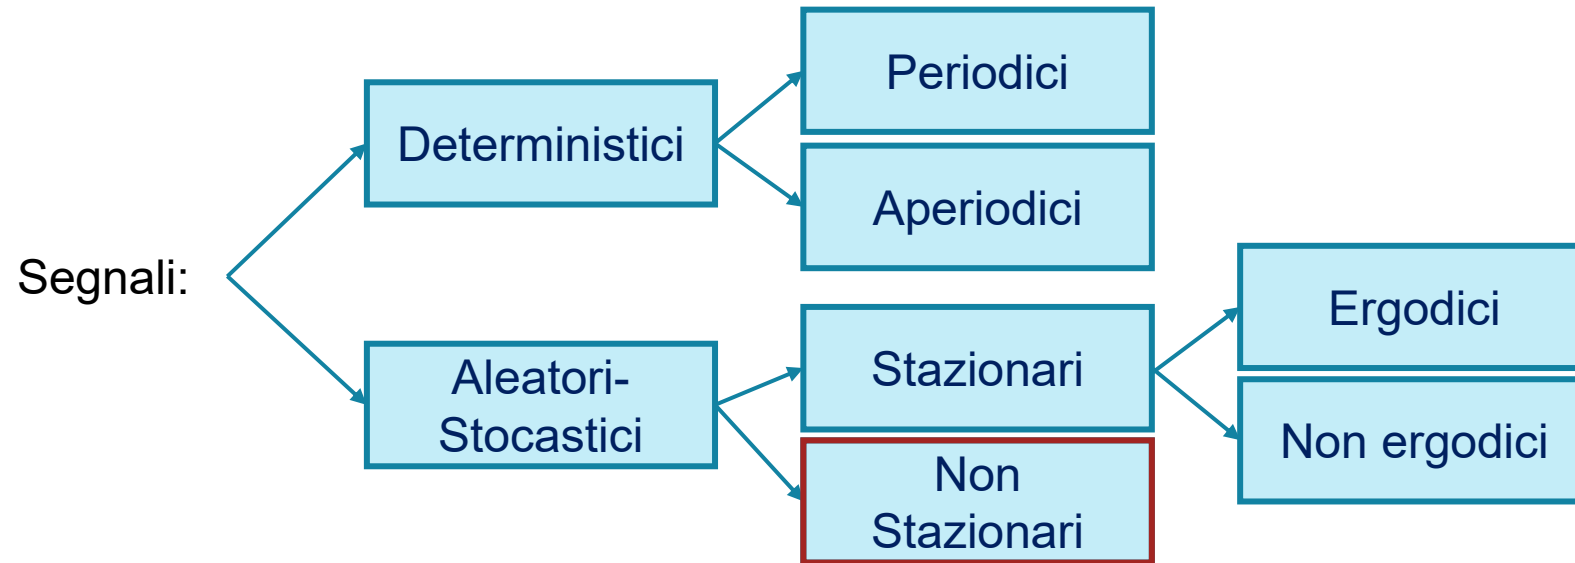 Segnali:
Deterministici
Periodici
Aperiodici
Aleatori-
Stocastici
Stazionari
Non
Stazionari
Ergodici
Non ergodici